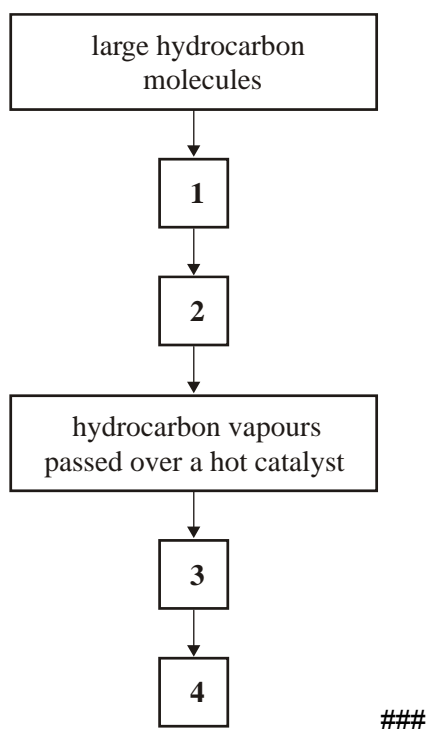 large hydrocarbon
molecules
1
2
hydrocarbon vapours
passed over a hot catalyst
3
4
###